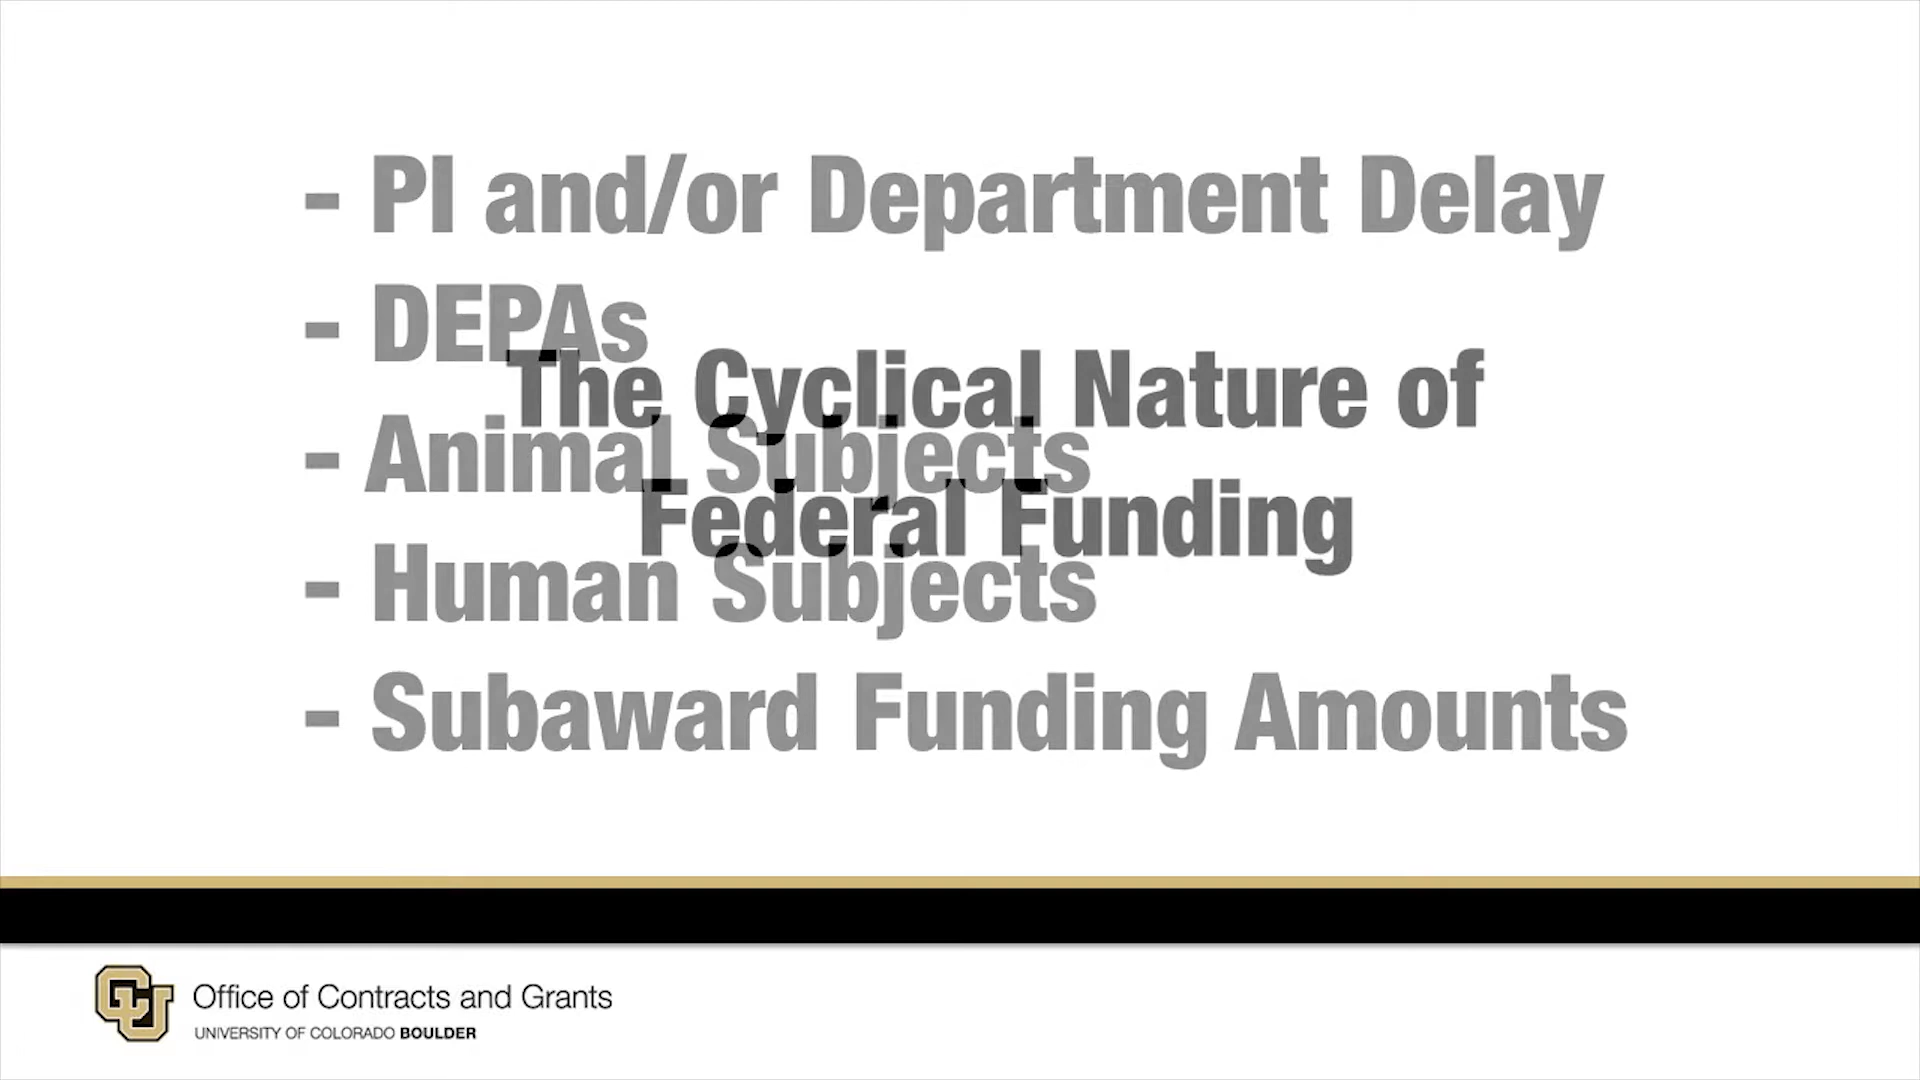 - PI and/or Department Delay
- DEPAs
The Cyclical Nature of
- Animal Subjects
Federal Funding
- Human Subjects
- Subaward Funding Amounts
CU
Office of Contracts and Grants
UNIVERSITY OF COLORADO BOULDER